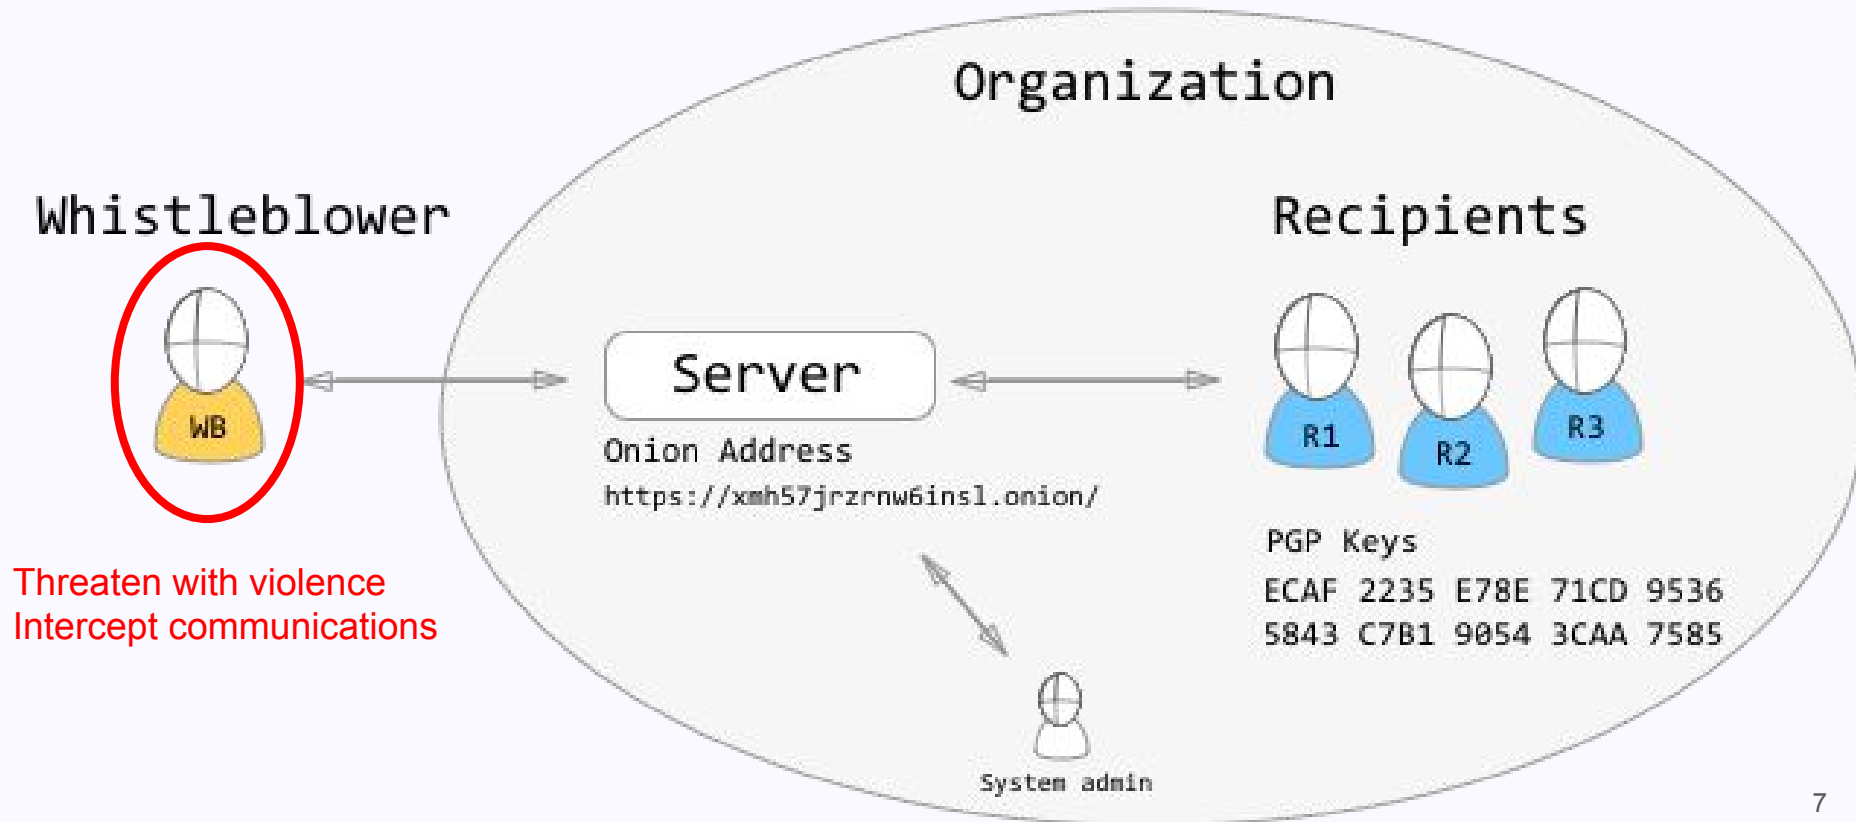 Organization
Whistleblower
Recipients
WB
Server
R1
R2
R3
Onion Address
https://xmh57jrzrnw6insl.onion/
PGP Keys
ECAF 2235 E78E 71CD 9536
5843 C7B1 9054 3CAA 7585
Threaten with violence
Intercept communications
System admin
7